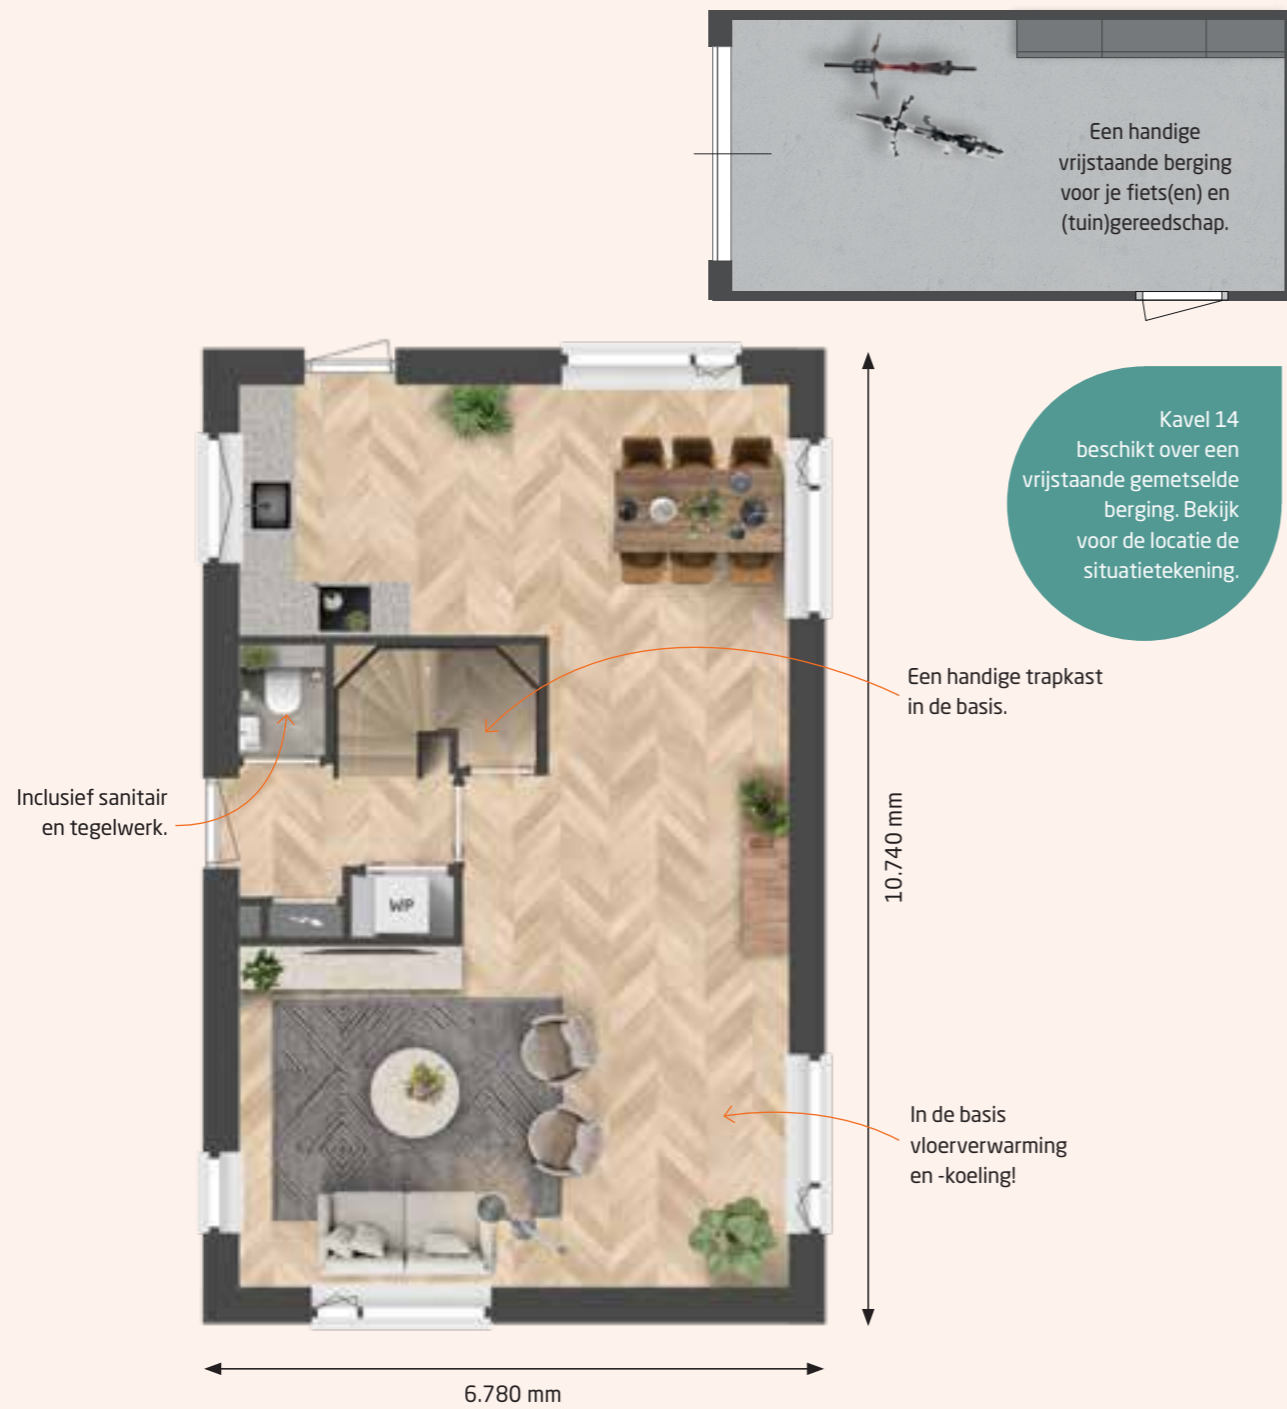 Een handige
vrijstaande berging
voor je fiets(en) en
(tuin)gereedschap.
Kavel 14
beschikt over een
vrijstaande gemetselde
berging. Bekijk
voor de locatie de
situatietekening.
Een handige trapkast
in de basis.
Inclusief sanitair
en tegelwerk.
10.740 mm
WP
In de basis
vloerverwarming
en -koeling!
6.780 mm